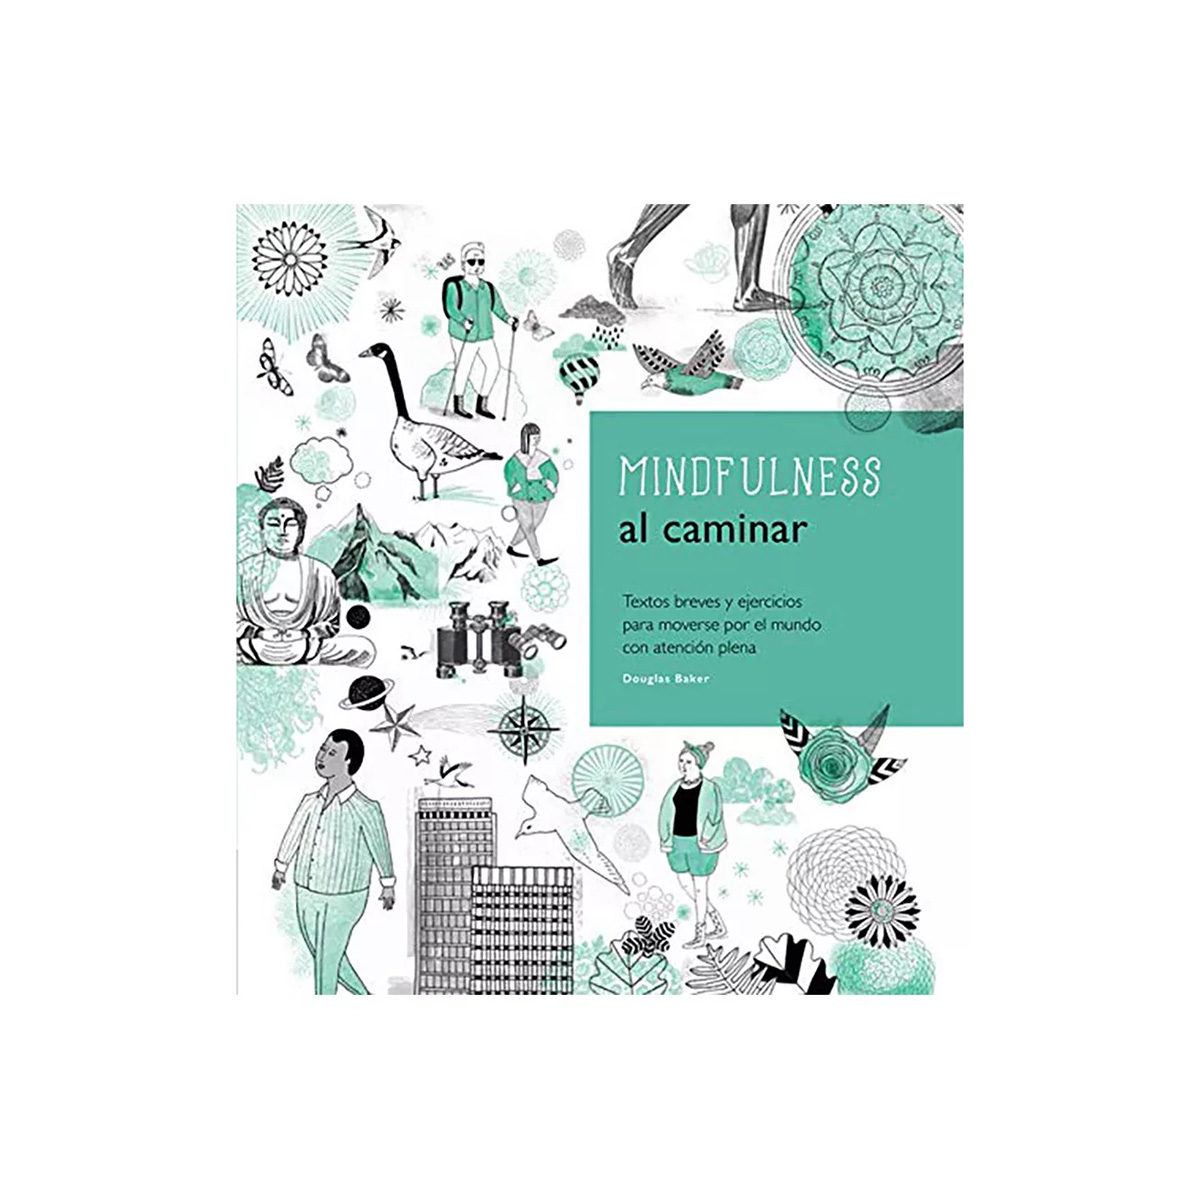 MINDFULNESS
al caminar
Textos breves y ejercicios
para moverse por el mundo
con atención plena
Douglas Baker